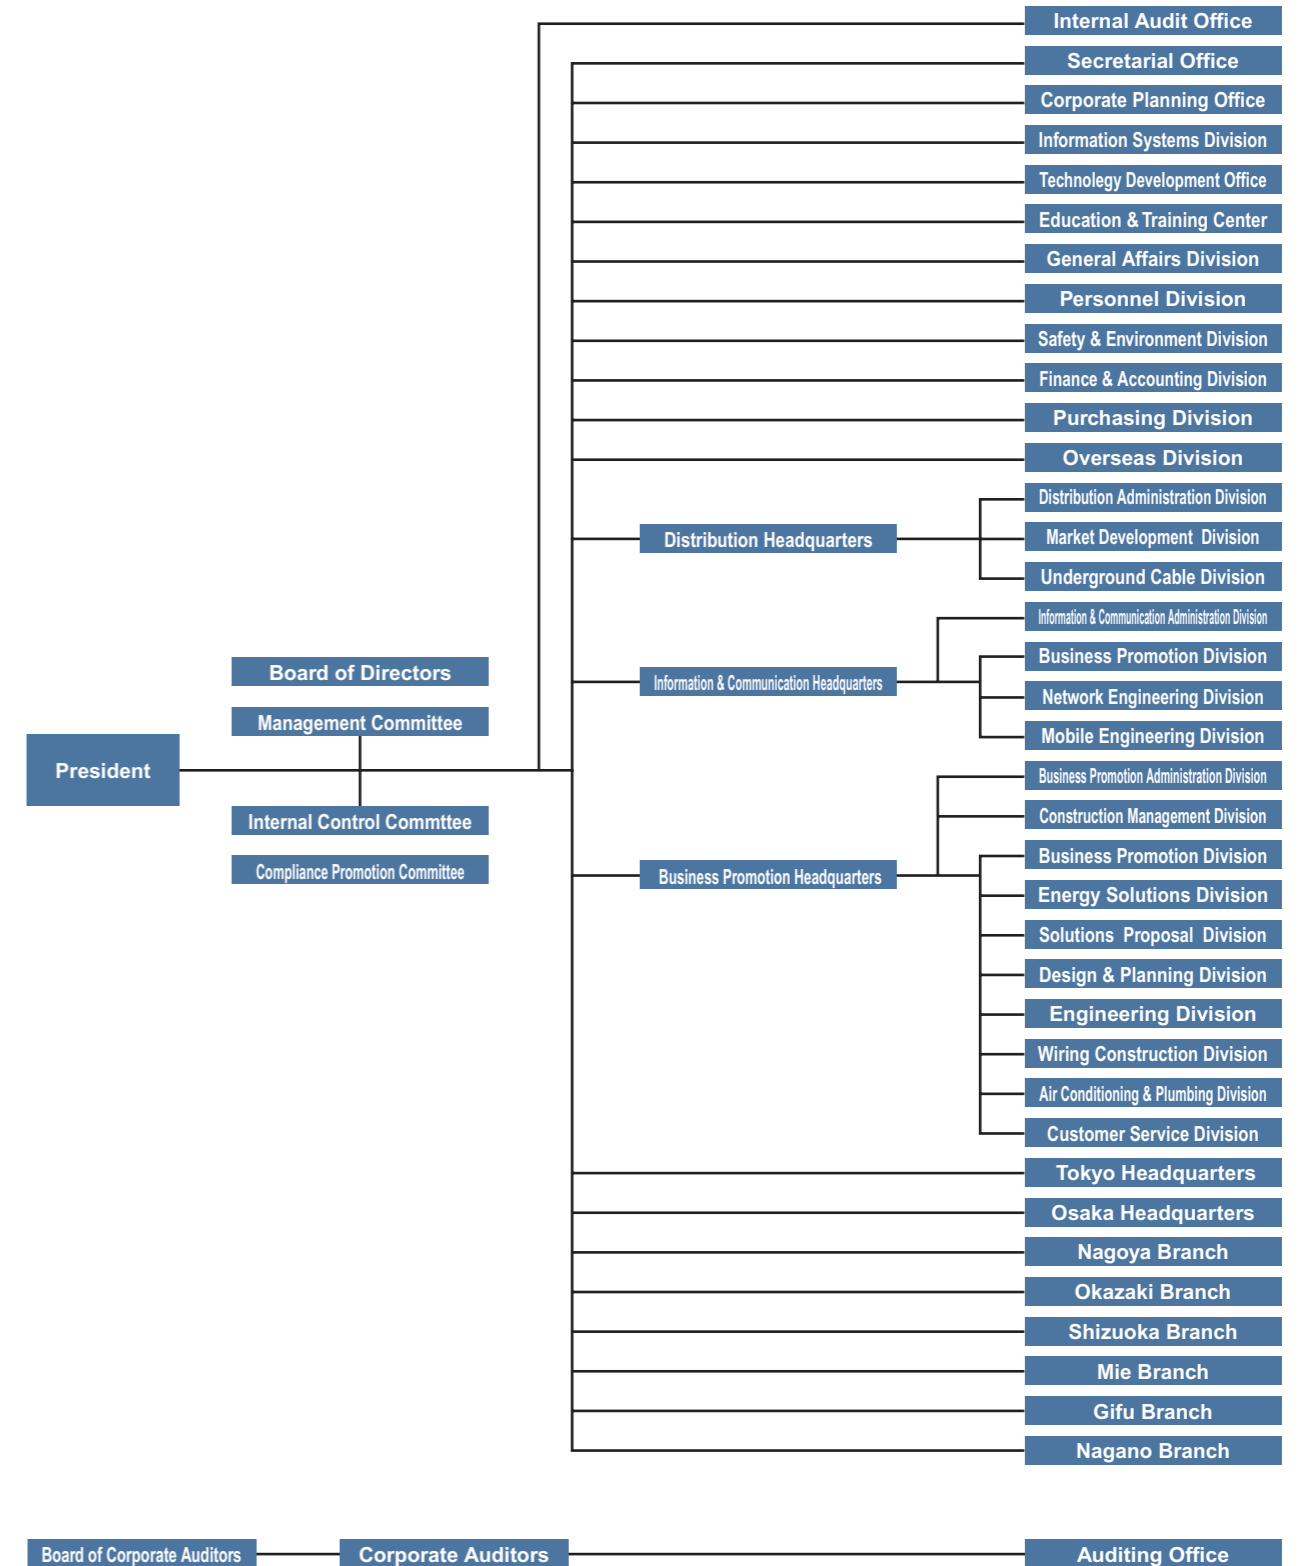 Internal Audit Office
Secretarial Office
Corporate Planning Office
Information Systems Division
Technolegy Development Office
Education & Training Center
General Affairs Division
Personnel Division
Safety & Environment Division
Finance & Accounting Division
Purchasing Division
Overseas Division
Distribution Administration Division
Distribution Headquarters
Market Development Division
Underground Cable Division
Information & Communication Administration Division
Business Promotion Division
Information & Communication Headquarters
Network Engineering Division
Mobile Engineering Division
Board of Directors
Management Committee
President
Internal Control Commttee
Compliance Promotion Committee
Business Promotion Administration Division
Construction Management Division
Business Promotion Division
Business Promotion Headquarters
Energy Solutions Division
Solutions Proposal Division
Design & Planning Division
Engineering Division
Wiring Construction Division
Air Conditioning & Plumbing Division
Customer Service Division
Tokyo Headquarters
Osaka Headquarters
Nagoya Branch
Okazaki Branch
Shizuoka Branch
Mie Branch
Gifu Branch
Nagano Branch
Board of Corporate Auditors
Corporate Auditors
Auditing Office